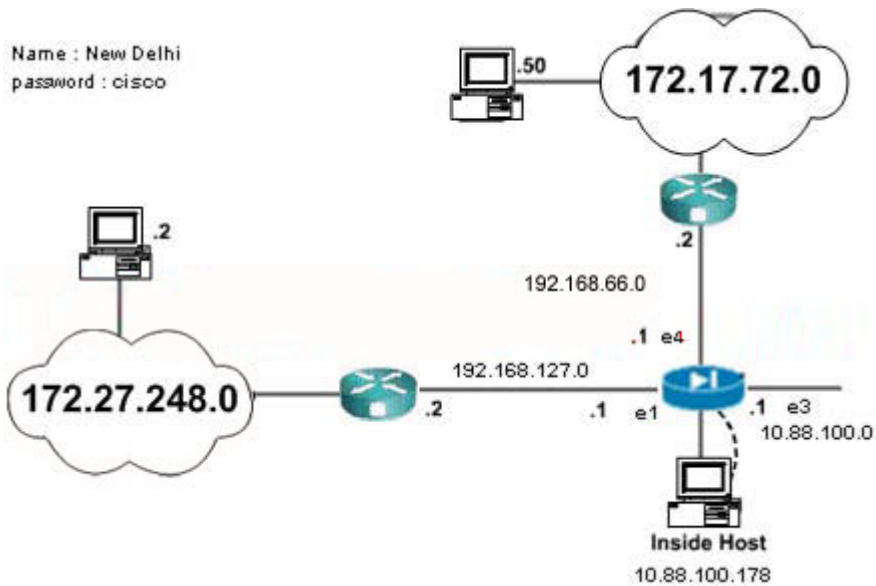 Name : New Delhi
password : cisco
.50
172.17.72.0
.2
.2
192.168.66.0
.1 e4
172.27.248.0
192.168.127.0
.2
.1 e1
.1 e3
10.88.100.0
Inside Host
10.88.100.178